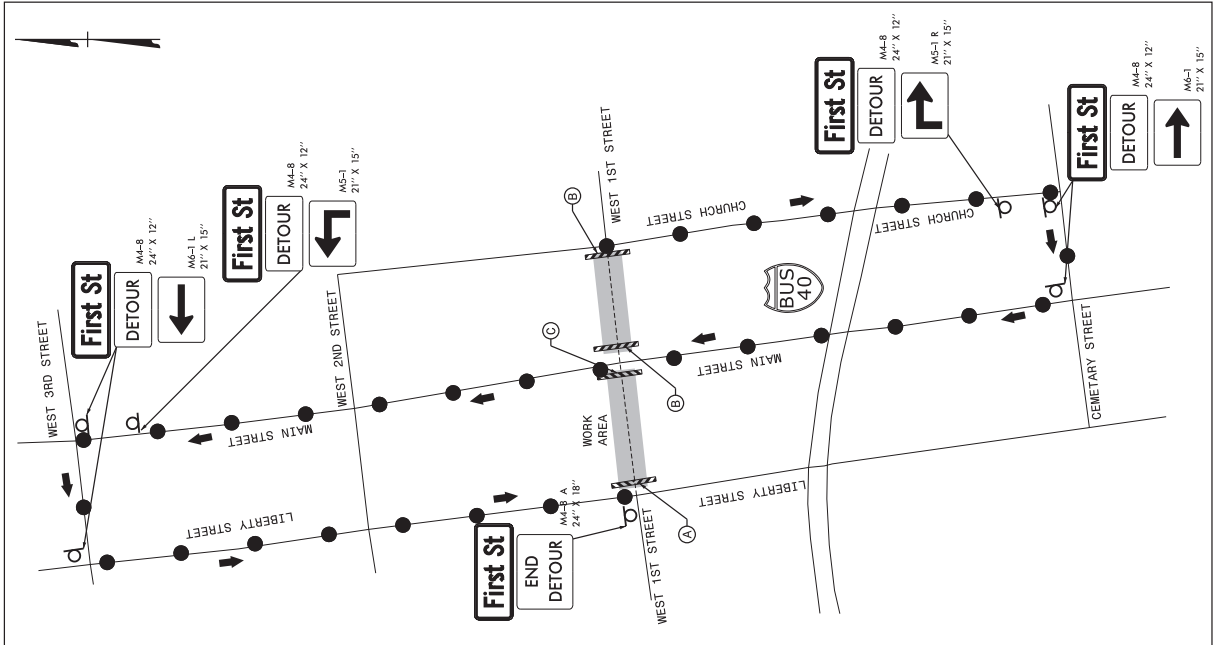 First St
DETOUR
M4-8
24'' X 12''
M6-1 L
21'' X 15''
First St
DETOUR
M4-8
24'' X 12''
M5-1
21'' X 15''
First St
DETOUR
M4-8
24'' X 12''
M5-1 R
21'' X 15''
First St
DETOUR
M4-8
24'' X 12''
M6-1
21'' X 15''
First St
END
DETOUR
M4-8 A
24'' X 18''
WEST 3RD STREET
WEST 2ND STREET
WEST 1ST STREET
WEST 1ST STREET
CHURCH STREET
CHURCH STREET
MAIN STREET
MAIN STREET
LIBERTY STREET
LIBERTY STREET
CEMETARY STREET
WORK
AREA
BUS
40
B
C
B
A